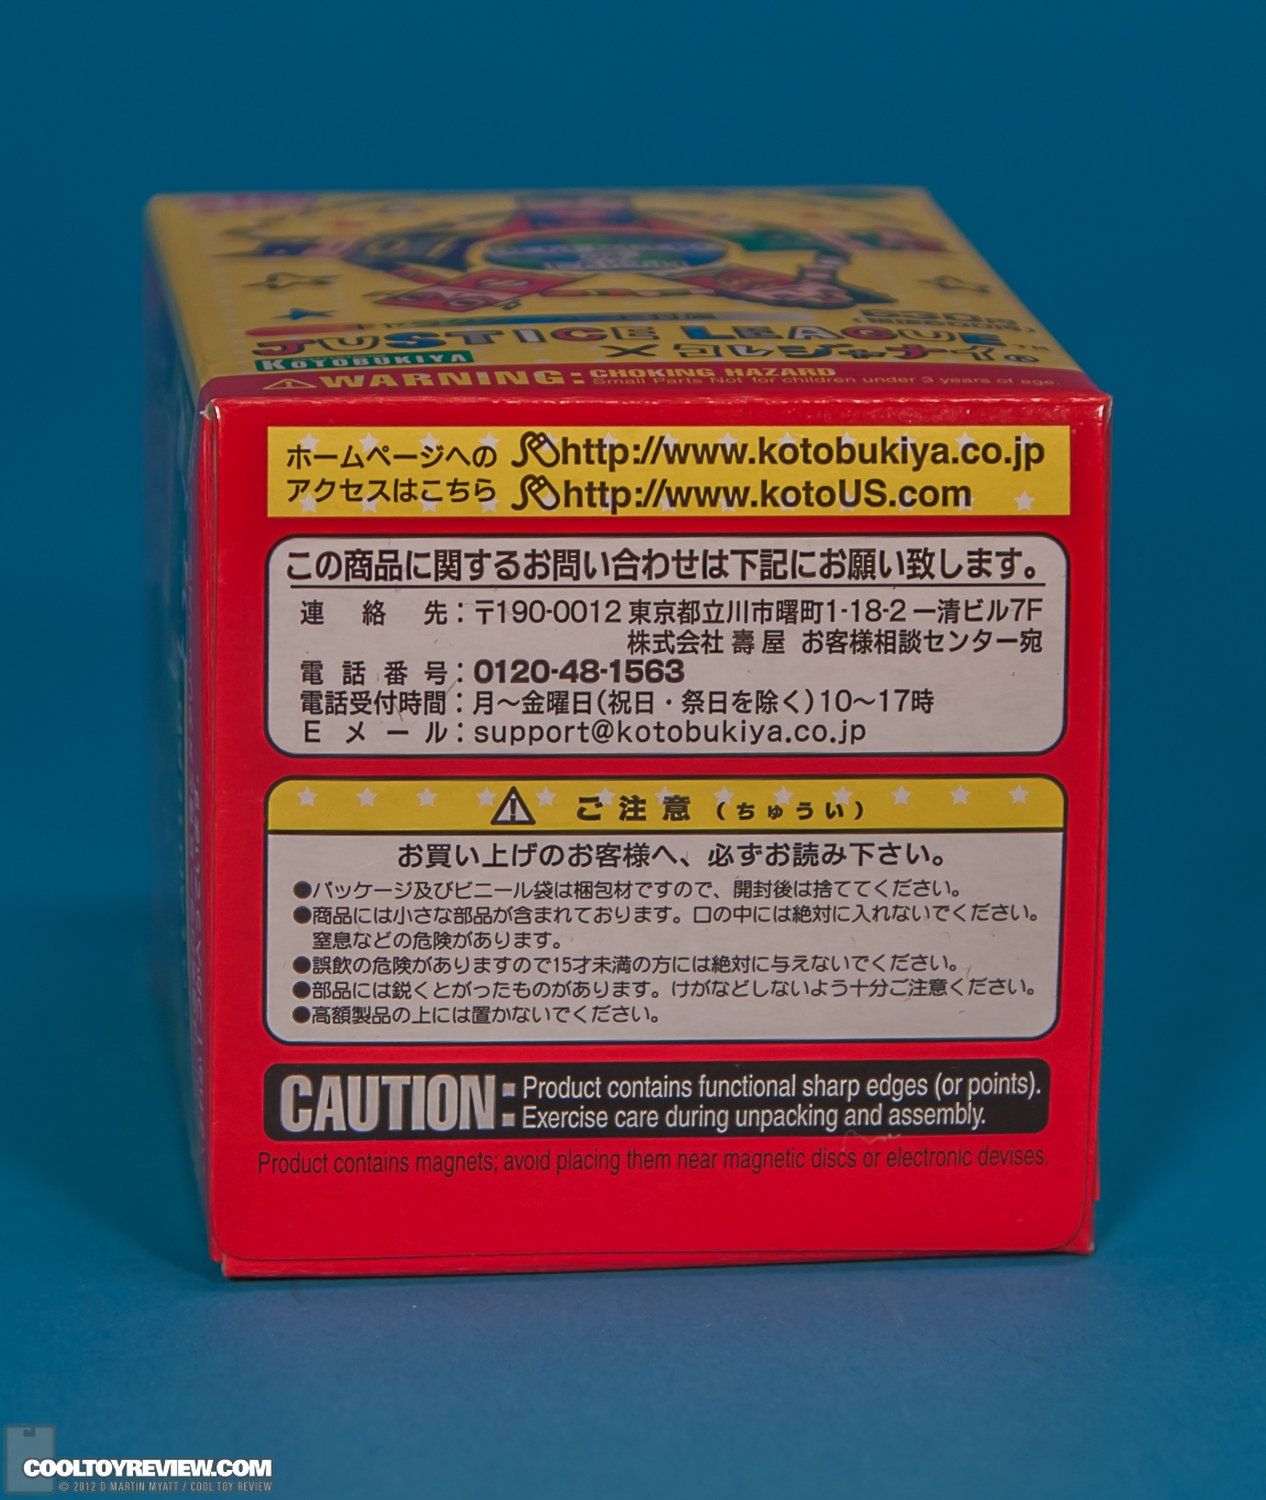 JUSTICE LEAGUE™
KOTOBUKIYA × コレジャナイ®
⚠WARNING: CHOKING HAZARD
Small Parts Not for children under 3 years of age.
ホームページへの http://www.kotobukiya.co.jp
アクセスはこちら http://www.kotoUS.com
この商品に関するお問い合わせは下記にお願い致します。
連絡先：〒190-0012 東京都立川市曙町1-18-2 一清ビル7F
株式会社 壽屋 お客様相談センター宛
電話番号：0120-48-1563
電話受付時間：月～金曜日(祝日・祭日を除く)10～17時
Eメール：support@kotobukiya.co.jp
⚠ ご注意（ちゅうい）
お買い上げのお客様へ、必ずお読み下さい。
●パッケージ及びビニール袋は梱包材ですので、開封後は捨ててください。
●商品には小さな部品が含まれております。口の中には絶対に入れないでください。
窒息などの危険があります。
●誤飲の危険がありますので15才未満の方には絶対に与えないでください。
●部品には鋭くとがったものがあります。けがなどしないよう十分ご注意ください。
●高額製品の上には置かないでください。
CAUTION ▪ Product contains functional sharp edges (or points).
▪ Exercise care during unpacking and assembly.
Product contains magnets; avoid placing them near magnetic discs or electronic devises.
COOLTOYREVIEW.COM
© 2012 D MARTIN MYATT / COOL TOY REVIEW